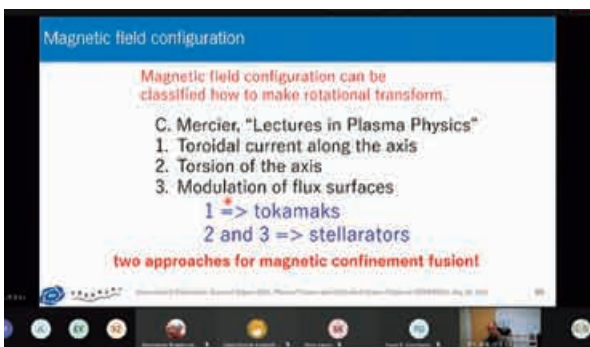 Magnetic field configuration
Magnetic field configuration can be
classified how to make rotational transform.
C. Mercier, "Lectures in Plasma Physics"
1. Toroidal current along the axis
2. Torsion of the axis
3. Modulation of flux surfaces
1 => tokamaks
2 and 3 => stellarators
two approaches for magnetic confinement fusion!